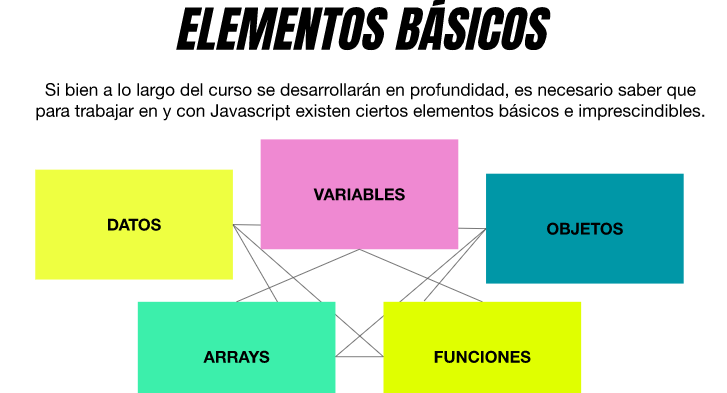 ELEMENTOS BÁSICOS
Si bien a lo largo del curso se desarrollarán en profundidad, es necesario saber que
para trabajar en y con Javascript existen ciertos elementos básicos e imprescindibles.
VARIABLES
DATOS
OBJETOS
ARRAYS
FUNCIONES